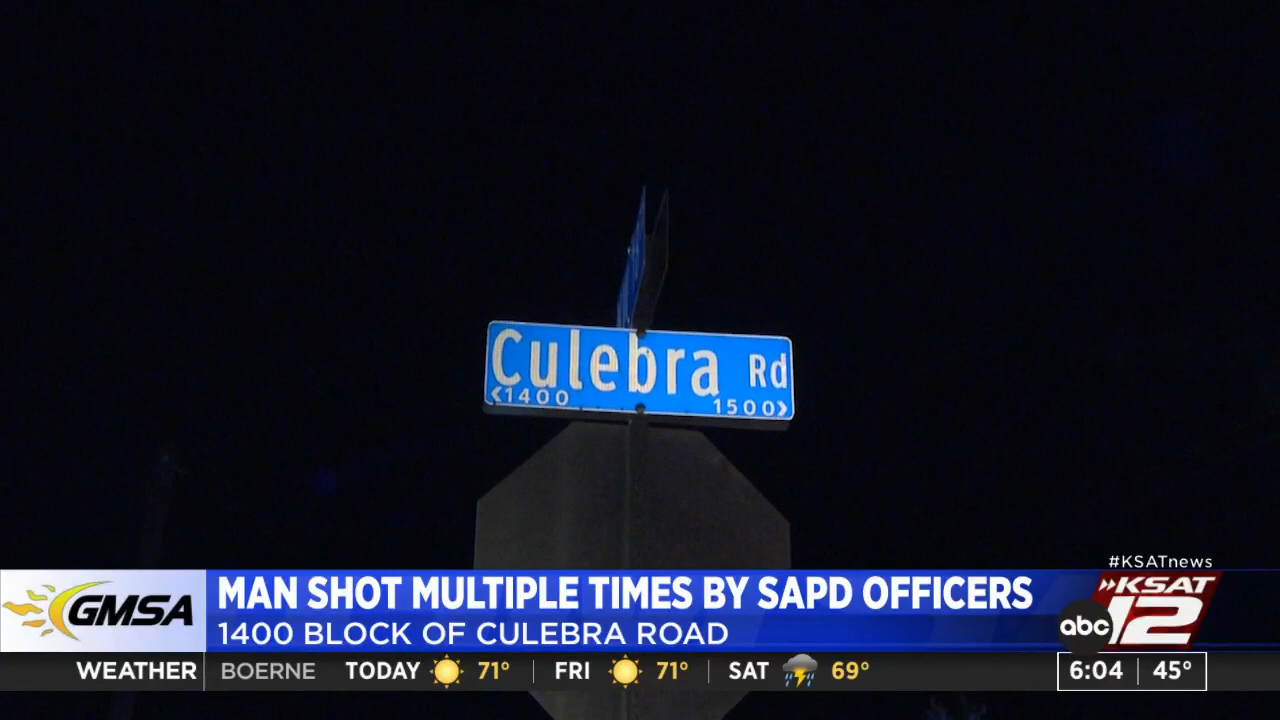 Culebra Rd
<1400 1500>
#KSATnews
GMSA
MAN SHOT MULTIPLE TIMES BY SAPD OFFICERS
1400 BLOCK OF CULEBRA ROAD
KSAT
abc 12
WEATHER BOERNE TODAY 71° FRI 71° SAT 69° 6:04 45°